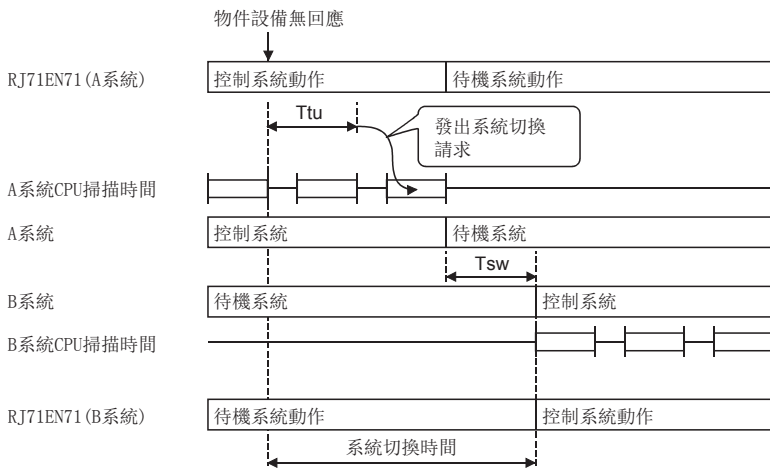 物件設備無回應
RJ71EN71(A系統)
控制系統動作
待機系統動作
Ttu
發出系統切換
請求
A系統CPU掃描時間
A系統
控制系統
待機系統
Tsw
B系統
待機系統
控制系統
B系統CPU掃描時間
RJ71EN71(B系統)
待機系統動作
控制系統動作
系統切換時間